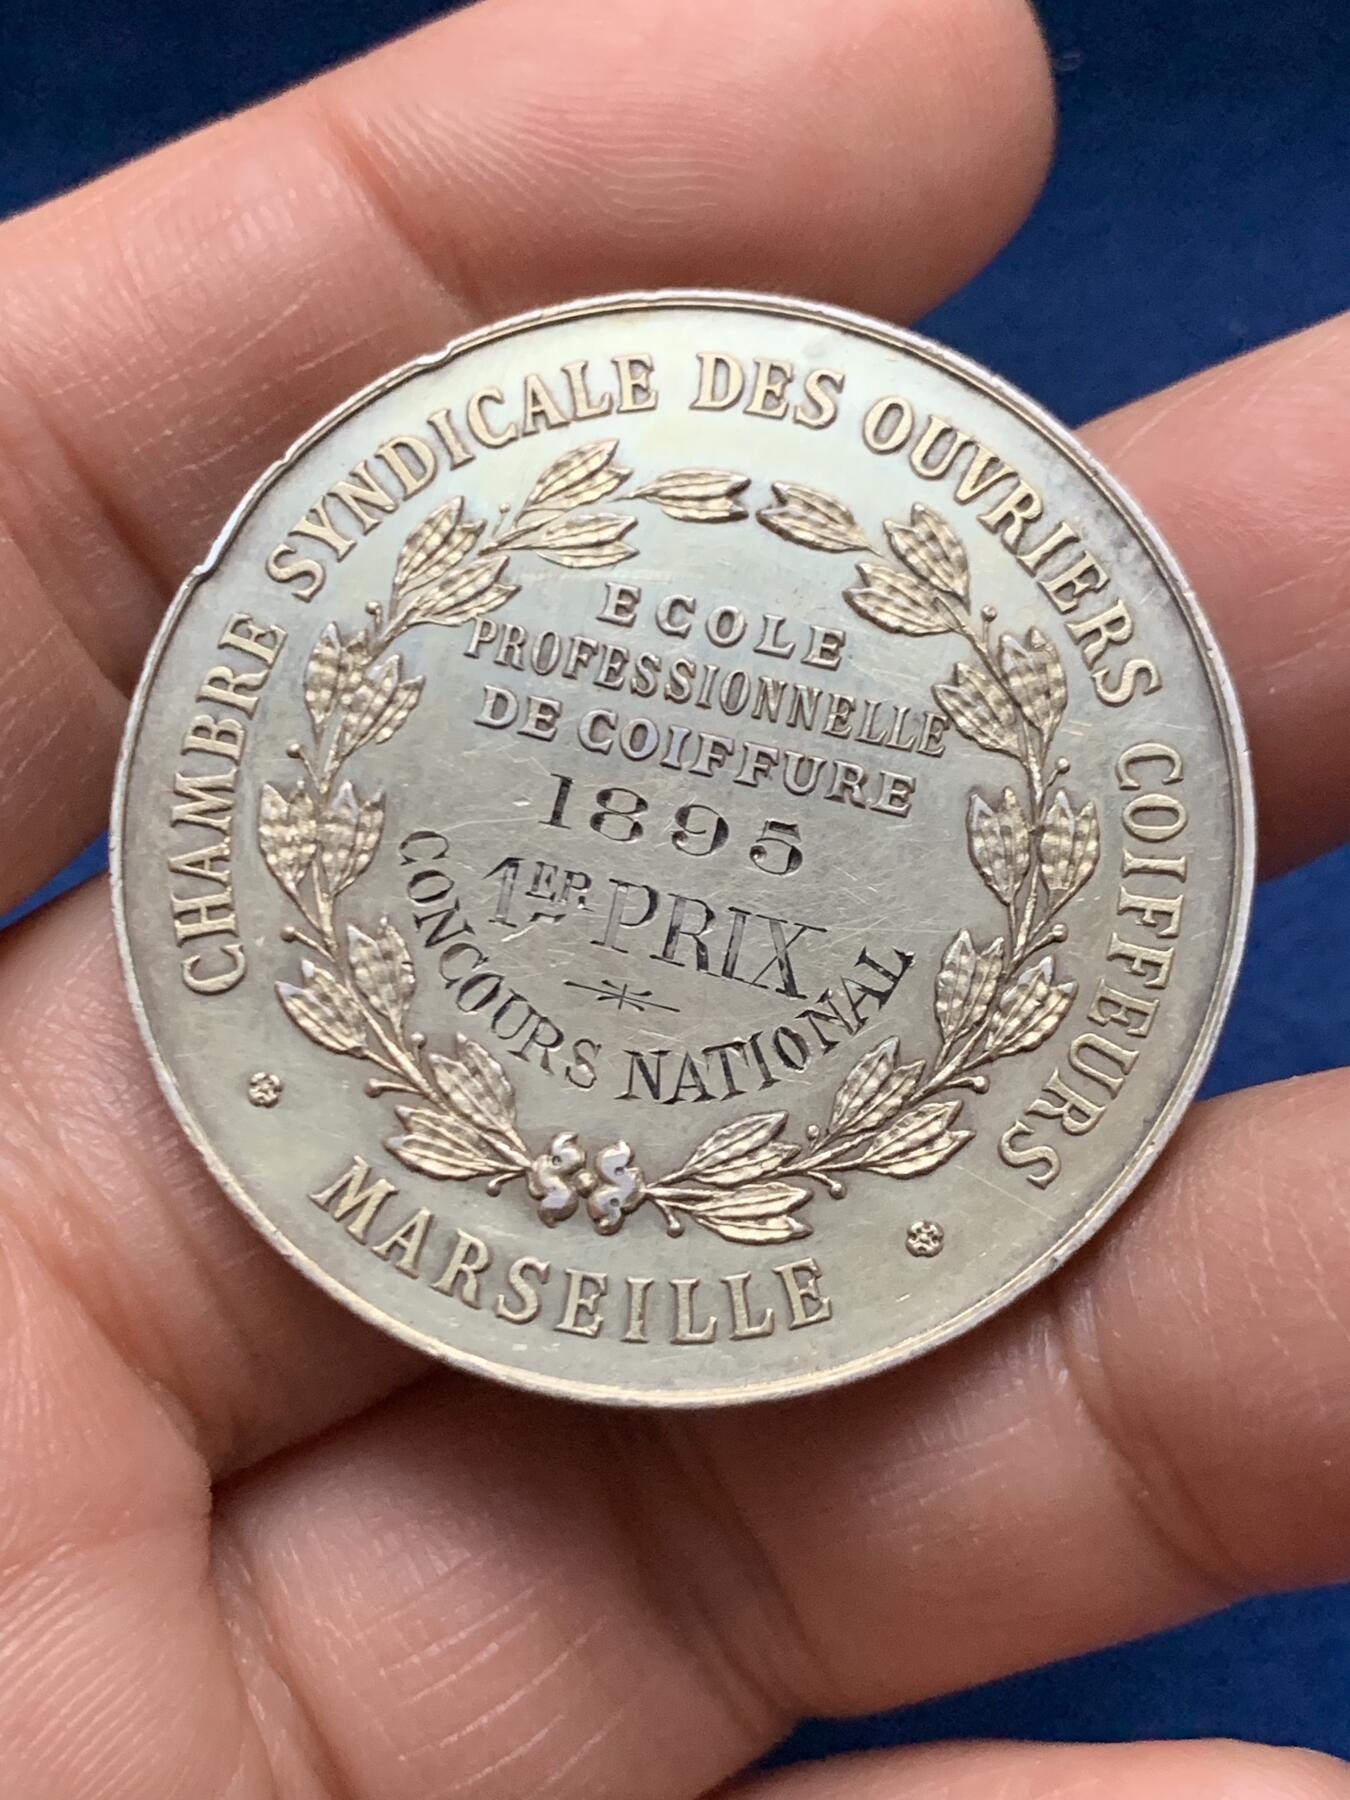 CHAMBRE SYNDICALE DES OUVRIERS COIFFEURS
ECOLE
PROFESSIONNELLE
DE COIFFURE
1895
1ER PRIX
CONCOURS NATIONAL
MARSEILLE